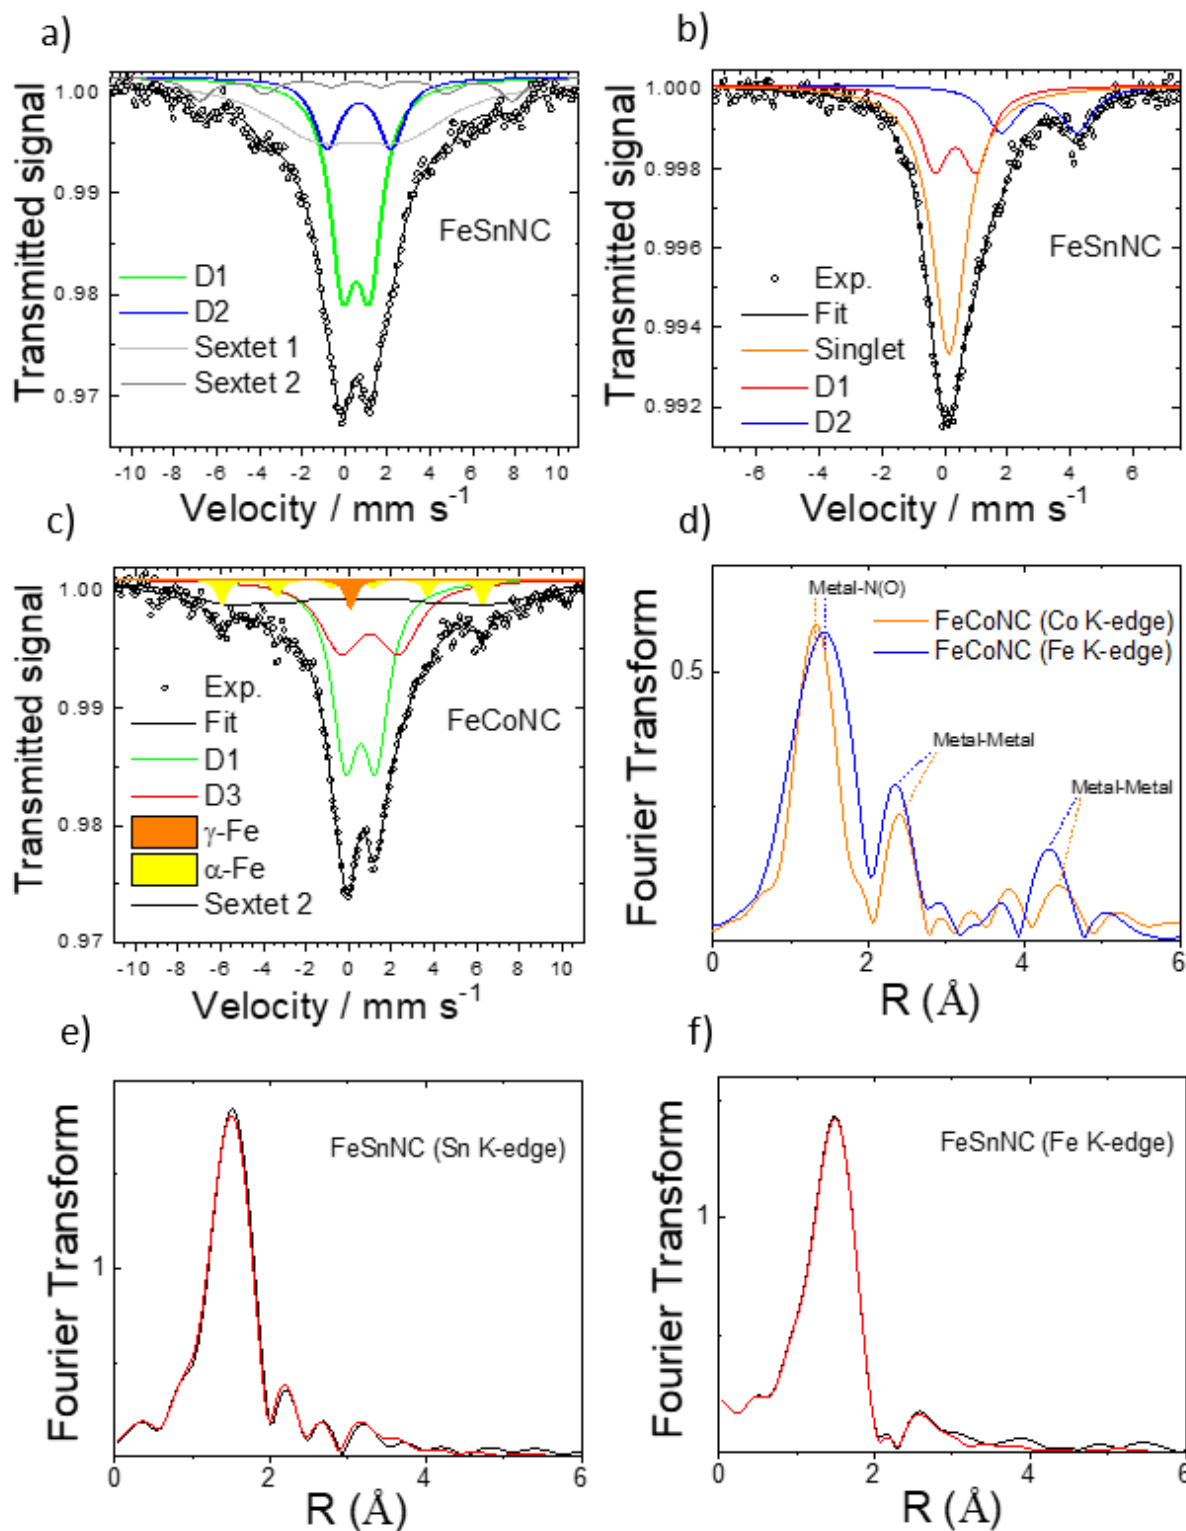 a)
Transmitted signal
1.00
0.99
0.98
0.97
FeSnNC
D1
D2
Sextet 1
Sextet 2
-10 -8 -6 -4 -2 0 2 4 6 8 10
Velocity / mm s⁻¹
b)
Transmitted signal
1.000
0.998
0.996
0.994
0.992
FeSnNC
Exp.
Fit
Singlet
D1
D2
-6 -4 -2 0 2 4 6
Velocity / mm s⁻¹
c)
Transmitted signal
1.00
0.99
0.98
0.97
Exp.
Fit
FeCoNC
D1
D3
γ-Fe
α-Fe
Sextet 2
-10 -8 -6 -4 -2 0 2 4 6 8 10
Velocity / mm s⁻¹
d)
Fourier Transform
0.5
Metal-N(O)
FeCoNC (Co K-edge)
FeCoNC (Fe K-edge)
Metal-Metal
Metal-Metal
0 2 4 6
R (Å)
e)
Fourier Transform
1
FeSnNC (Sn K-edge)
0 2 4 6
R (Å)
f)
Fourier Transform
1
FeSnNC (Fe K-edge)
0 2 4 6
R (Å)